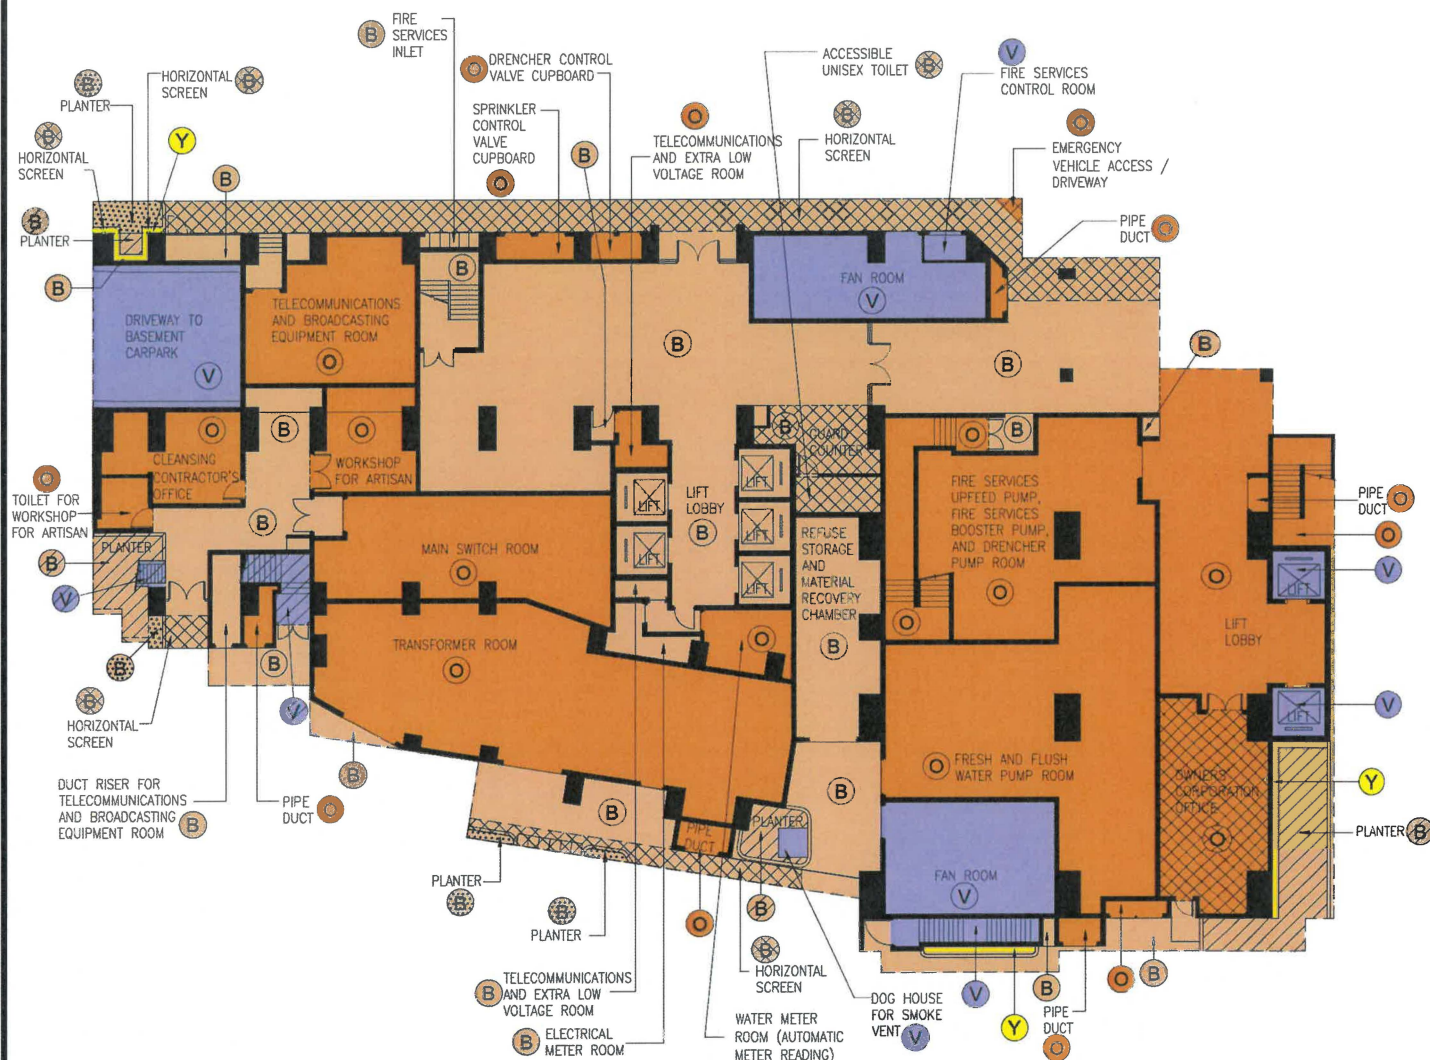 FIRE
SERVICES
INLET
B
DRENCHER CONTROL
VALVE CUPBOARD
O
SPRINKLER
CONTROL
VALVE
CUPBOARD
O
B
O
TELECOMMUNICATIONS
AND EXTRA LOW
VOLTAGE ROOM
ACCESSIBLE
UNISEX TOILET
B
B
HORIZONTAL
SCREEN
V
FIRE SERVICES
CONTROL ROOM
O
EMERGENCY
VEHICLE ACCESS /
DRIVEWAY
PIPE
DUCT
O
B
PLANTER
HORIZONTAL
SCREEN
B
B
HORIZONTAL
SCREEN
Y
B
B
PLANTER
B
DRIVEWAY TO
BASEMENT
CARPARK
V
TELECOMMUNICATIONS
AND BROADCASTING
EQUIPMENT ROOM
O
B
B
FAN ROOM
V
B
B
O
CLEANSING
CONTRACTOR'S
OFFICE
B
O
WORKSHOP
FOR ARTISAN
B
GUARD
COUNTER
O
B
FIRE SERVICES
UPFEED PUMP,
FIRE SERVICES
BOOSTER PUMP,
AND DRENCHER
PUMP ROOM
O
O
O
TOILET FOR
WORKSHOP
FOR ARTISAN
B
PLANTER
B
V
MAIN SWITCH ROOM
O
LIFT
LIFT
LIFT
LOBBY
B
LIFT
LIFT
LIFT
REFUSE
STORAGE
AND
MATERIAL
RECOVERY
CHAMBER
B
PIPE
DUCT
O
O
O
LIFT
V
LIFT
LOBBY
LIFT
V
B
B
HORIZONTAL
SCREEN
B
V
TRANSFORMER ROOM
O
O
B
DUCT RISER FOR
TELECOMMUNICATIONS
AND BROADCASTING
EQUIPMENT ROOM
B
PIPE
DUCT
O
B
PIPE
DUCT
PLANTER
B
O
FRESH AND FLUSH
WATER PUMP ROOM
OWNERS'
CORPORATION
OFFICE
O
Y
PLANTER
B
FAN ROOM
V
PLANTER
B
B
PLANTER
O
B
B
HORIZONTAL
SCREEN
B
TELECOMMUNICATIONS
AND EXTRA LOW
VOLTAGE ROOM
B
ELECTRICAL
METER ROOM
WATER METER
ROOM (AUTOMATIC
METER READING)
DOG HOUSE
FOR SMOKE
VENT
V
V
Y
B
PIPE
DUCT
O
O
B